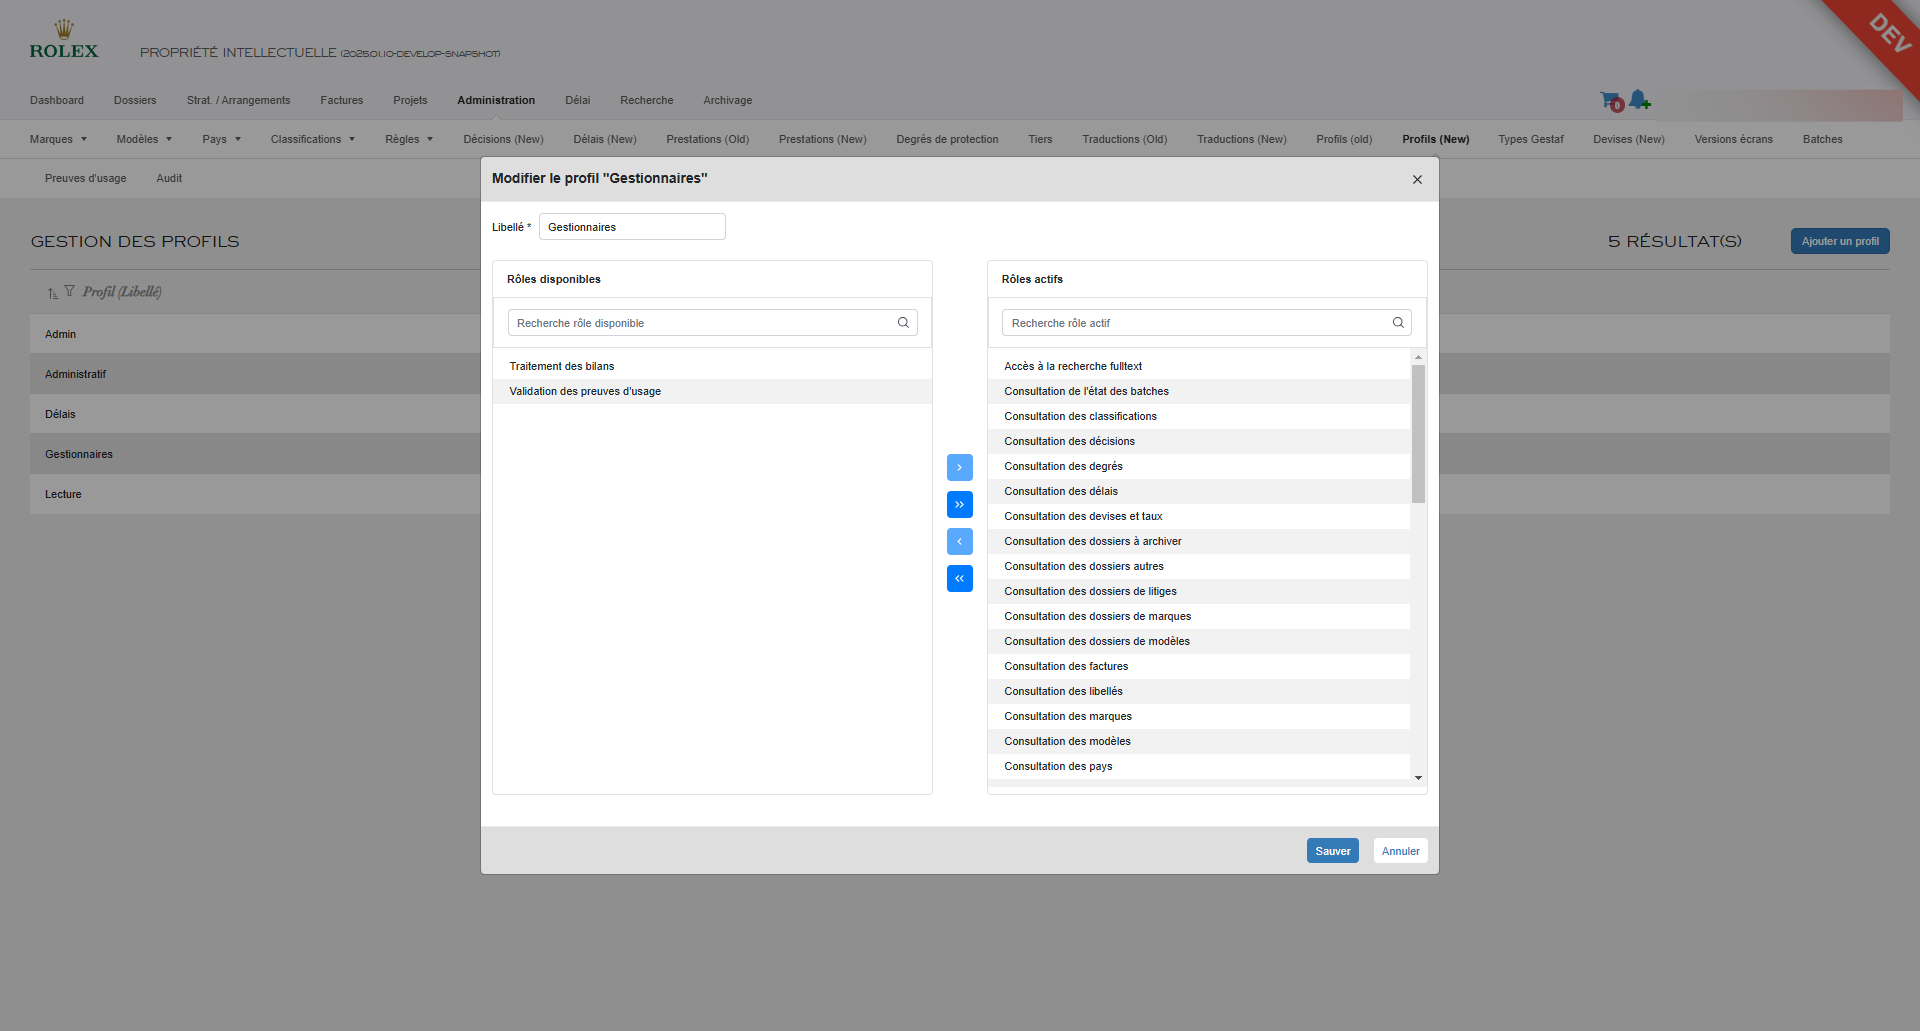 ROLEX
PROPRIÉTÉ INTELLECTUELLE (2025.01.10-DEVELOP-SNAPSHOT)
DEV
Dashboard Dossiers Strat. / Arrangements Factures Projets Administration Délai Recherche Archivage 0
Marques Modèles Pays Classifications Règles Décisions (New) Délais (New) Prestations (Old) Prestations (New) Degrés de protection Tiers Traductions (Old) Traductions (New) Profils (old) Profils (New) Types Gestaf Devises (New) Versions écrans Batches
Preuves d'usage Audit
GESTION DES PROFILS
5 RÉSULTAT(S)
Ajouter un profil
Profil (Libellé)
Admin
Administratif
Délais
Gestionnaires
Lecture
Modifier le profil "Gestionnaires"
Libellé * Gestionnaires
Rôles disponibles
Recherche rôle disponible
Traitement des bilans
Validation des preuves d'usage
Rôles actifs
Recherche rôle actif
Accès à la recherche fulltext
Consultation de l'état des batches
Consultation des classifications
Consultation des décisions
Consultation des degrés
Consultation des délais
Consultation des devises et taux
Consultation des dossiers à archiver
Consultation des dossiers autres
Consultation des dossiers de litiges
Consultation des dossiers de marques
Consultation des dossiers de modèles
Consultation des factures
Consultation des libellés
Consultation des marques
Consultation des modèles
Consultation des pays
Sauver Annuler